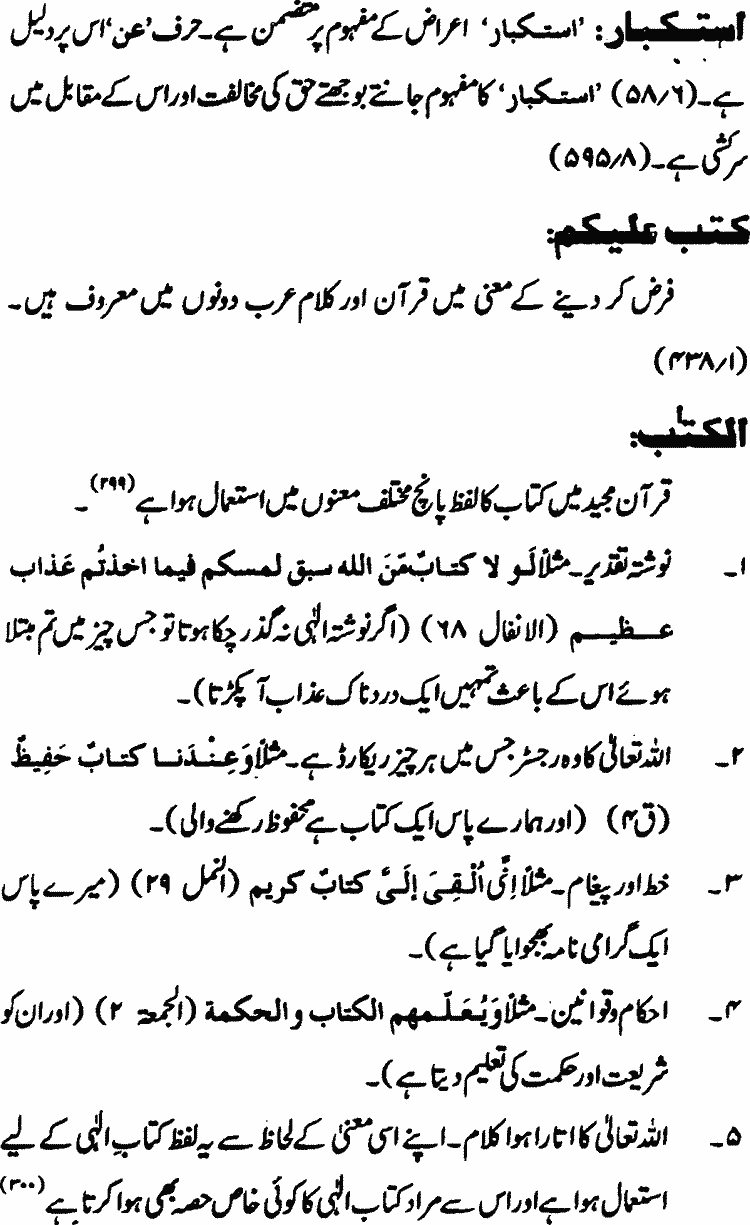 استکبار: ’استکبار‘ اعراض کے مفہوم پر متضمن ہے۔ حرف ’عن‘ اس پر دلیل
ہے۔ (۵۸/۶) ’استکبار‘ کا مفہوم جانتے بوجھتے حق کی مخالفت اور اس کے مقابل میں
سرکشی ہے۔ (۵۹۵/۸)
کتب علیکم:
فرض کر دینے کے معنی میں قرآن اور کلام عرب دونوں میں معروف ہیں۔
(۴۳۸/۱)
الکتٰب:
قرآن مجید میں کتاب کا لفظ پانچ مختلف معنوں میں استعمال ہوا ہے (۲۹۹)۔
۱۔ نوشتہ تقدیر۔ مثلاً لَو لا کتابٌ مّنَ الله سبق لمسکم فیما اخذتُم عَذاب
عظیم (الانفال ۶۸) (اگر نوشتہ الٰہی نہ گذر چکا ہوتا تو جس چیز میں تم مبتلا
ہوئے اس کے باعث تمہیں ایک دردناک عذاب آ پکڑتا)۔
۲۔ اللہ تعالیٰ کا وہ رجسٹر جس میں ہر چیز ریکارڈ ہے۔ مثلاً وَعِنْدَنا کتابٌ حَفِیظٌ
(ق ۴) (اور ہمارے پاس ایک کتاب ہے محفوظ رکھنے والی)۔
۳۔ خط اور پیغام۔ مثلاً اِنِّی اُلْقِیَ اِلَیَّ کتابٌ کریم (النمل ۲۹) (میرے پاس
ایک گرامی نامہ بھجوایا گیا ہے)۔
۴۔ احکام وقوانین۔ مثلاً وَیُعَلّمهم الکتاب و الحکمة (الجمعۃ ۲) (اور ان کو
شریعت اور حکمت کی تعلیم دیتا ہے)۔
۵۔ اللہ تعالیٰ کا اتارا ہوا کلام۔ اپنے اسی معنیٰ کے لحاظ سے یہ لفظ کتابِ الٰہی کے لیے
استعمال ہوا ہے اور اس سے مراد کتاب الٰہی کا کوئی خاص حصہ بھی ہوا کرتا ہے (۳۰۰)